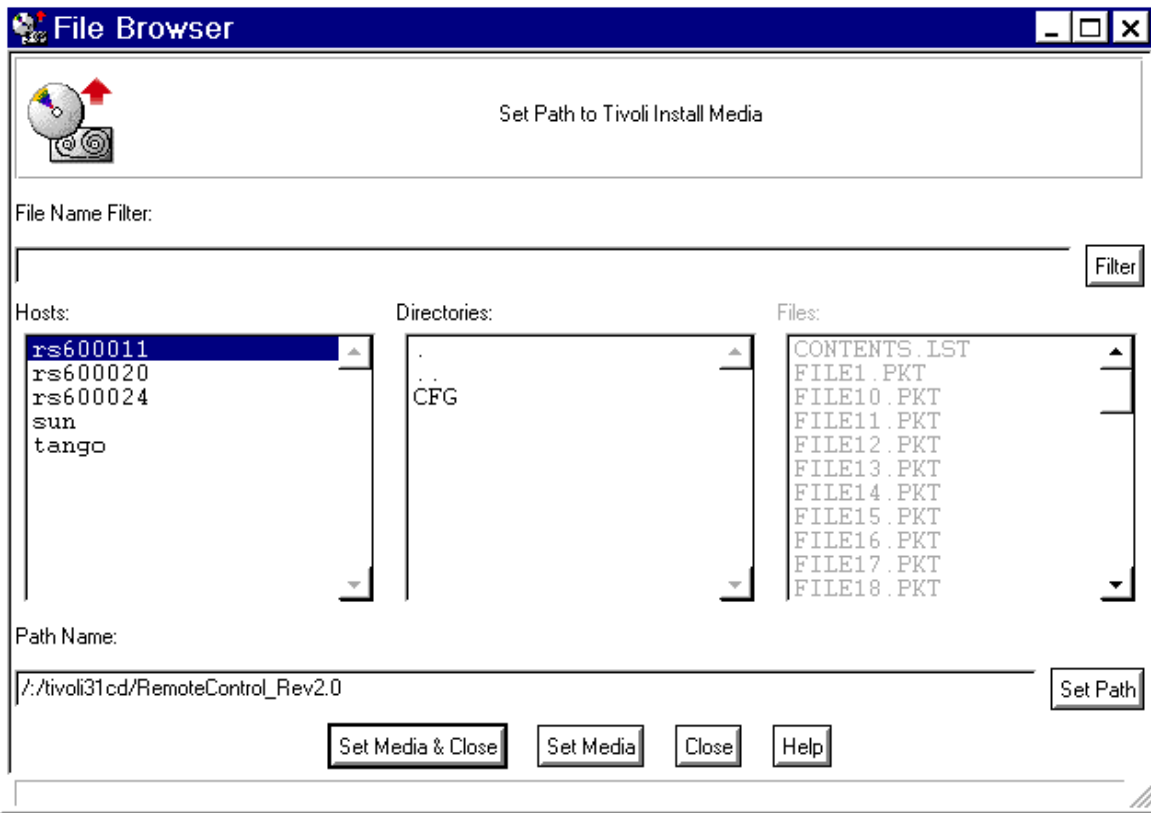 File Browser
Set Path to Tivoli Install Media
File Name Filter:
Filter
Hosts:
rs600011
rs600020
rs600024
sun
tango
Directories:
.
..
CFG
Files:
CONTENTS.LST
FILE1.PKT
FILE10.PKT
FILE11.PKT
FILE12.PKT
FILE13.PKT
FILE14.PKT
FILE15.PKT
FILE16.PKT
FILE17.PKT
FILE18.PKT
Path Name:
/:/tivoli31cd/RemoteControl_Rev2.0
Set Path
Set Media & Close
Set Media
Close
Help